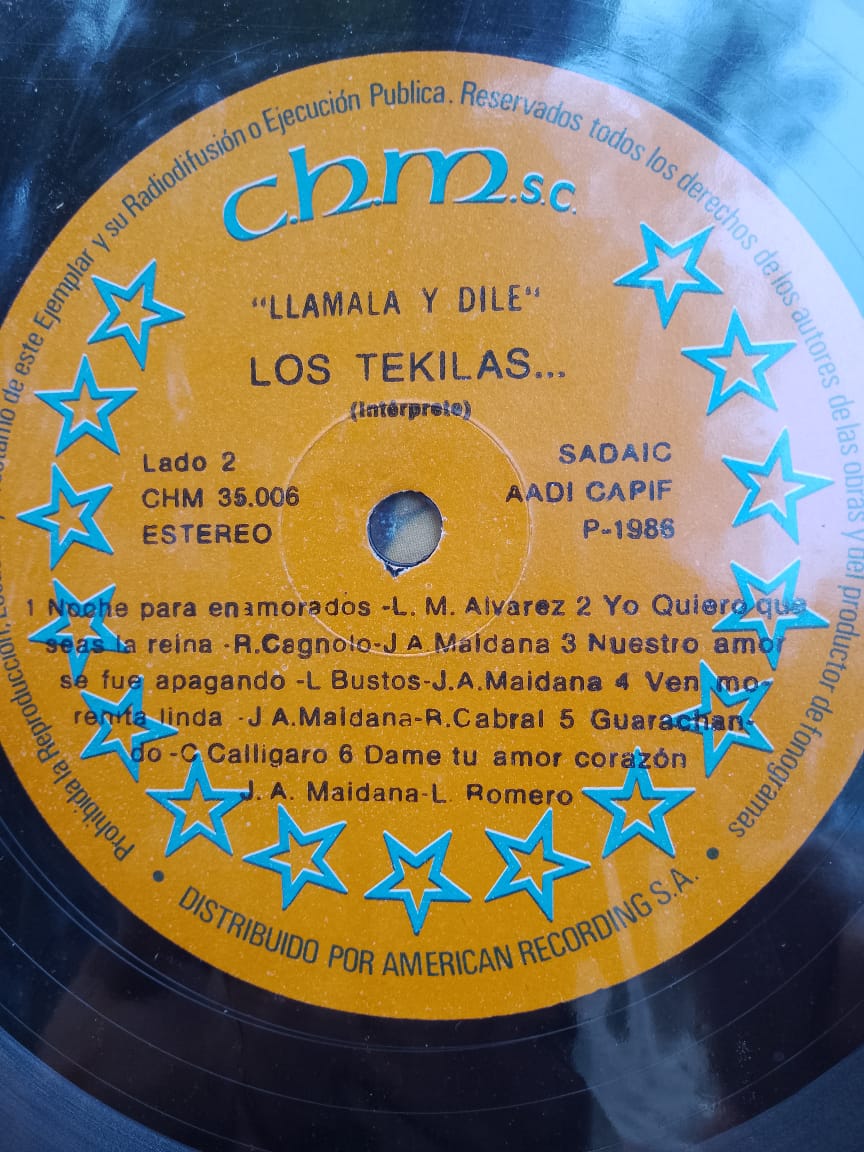 Prohibida la Reproducción, de este Ejemplar y su Radiodifusión o Ejecución Publica. Reservados todos los derechos de los autores de las obras y del productor de fonogramas
c.h.m.s.c.
"LLAMALA Y DILE"
LOS TEKILAS...
(Intérprete)
Lado 2
CHM 35.006
ESTEREO
SADAIC
AADI CAPIF
P-1986
1 Noche para enamorados -L. M. Alvarez 2 Yo Quiero que
seas la reina -R.Cagnolo-J A Maidana 3 Nuestro amor
se fue apagando -L Bustos-J.A.Maidana 4 Ven mo-
renita linda -J A.Maidana-R.Cabral 5 Guarachan-
do -C Calligaro 6 Dame tu amor corazón
J. A. Maidana-L. Romero
• DISTRIBUIDO POR AMERICAN RECORDING S.A. •